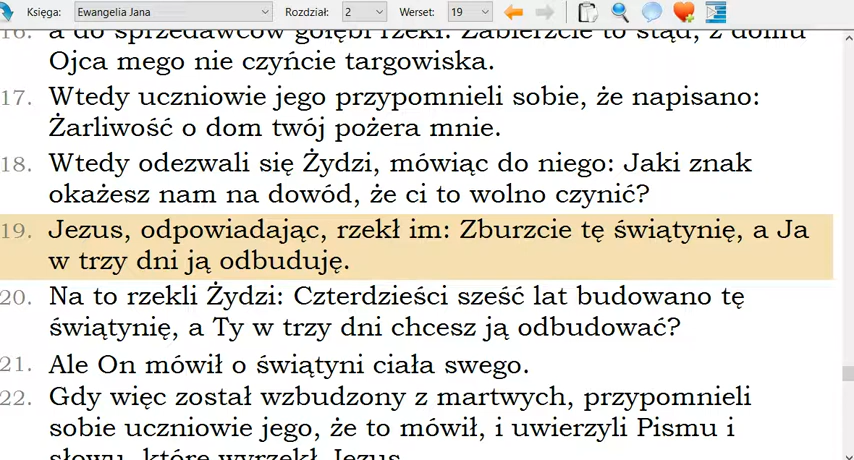 Księga: Ewangelia Jana Rozdział: 2 Werset: 19
16. a do sprzedawców gołębi rzekł: Zabierzcie to stąd, z domu
Ojca mego nie czyńcie targowiska.
17. Wtedy uczniowie jego przypomnieli sobie, że napisano:
Żarliwość o dom twój pożera mnie.
18. Wtedy odezwali się Żydzi, mówiąc do niego: Jaki znak
okażesz nam na dowód, że ci to wolno czynić?
19. Jezus, odpowiadając, rzekł im: Zburzcie tę świątynię, a Ja
w trzy dni ją odbuduję.
20. Na to rzekli Żydzi: Czterdzieści sześć lat budowano tę
świątynię, a Ty w trzy dni chcesz ją odbudować?
21. Ale On mówił o świątyni ciała swego.
22. Gdy więc został wzbudzony z martwych, przypomnieli
sobie uczniowie jego, że to mówił, i uwierzyli Pismu i
słowu, które wyrzekł Jezus.